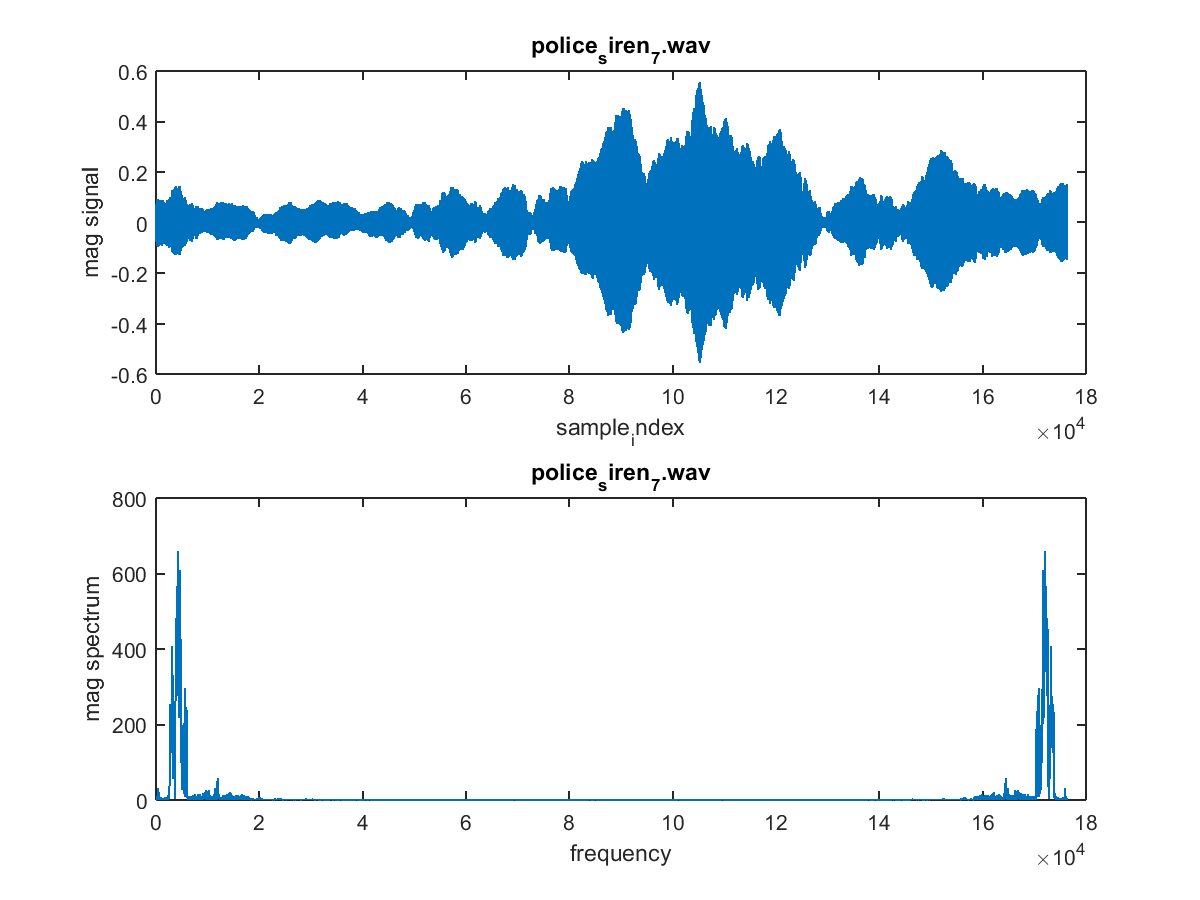 police_siren_7.wav
0.6
0.4
0.2
0
-0.2
-0.4
-0.6
mag signal
0 2 4 6 8 10 12 14 16 18
×10^4
sample_index
police_siren_7.wav
800
600
400
200
0
mag spectrum
0 2 4 6 8 10 12 14 16 18
×10^4
frequency